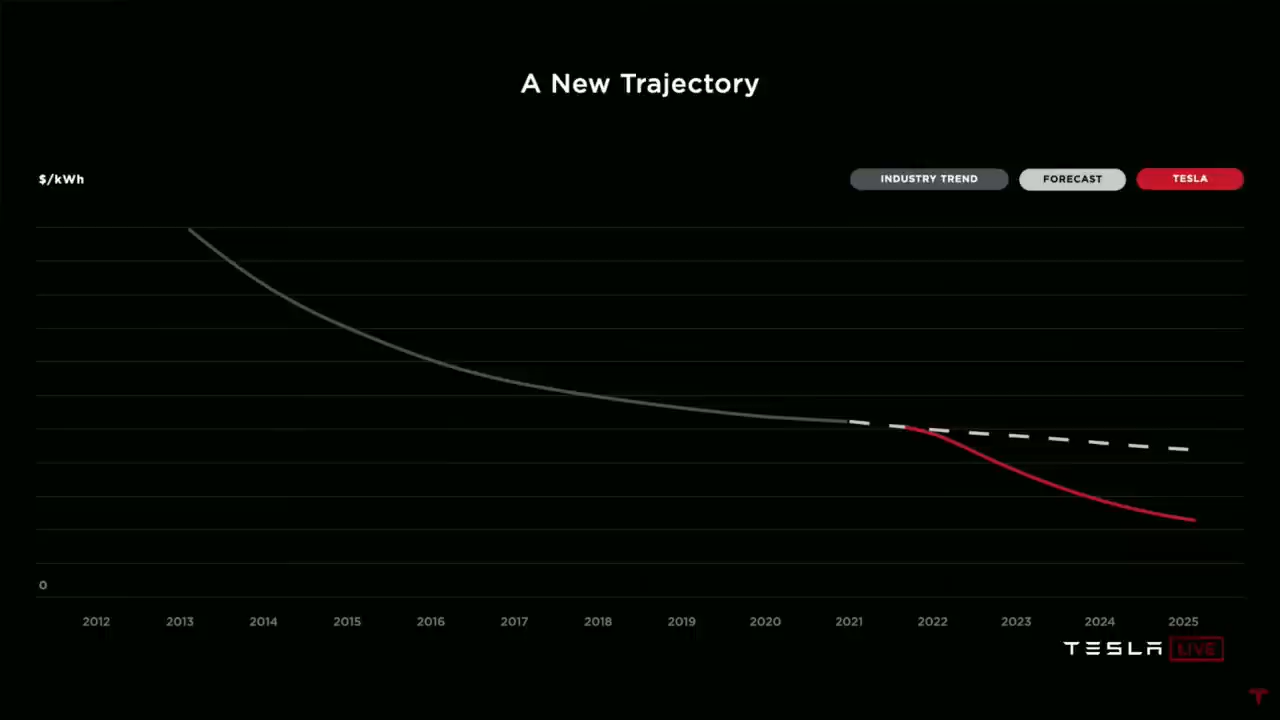 A New Trajectory
$/kWh
INDUSTRY TREND FORECAST TESLA
0
2012 2013 2014 2015 2016 2017 2018 2019 2020 2021 2022 2023 2024 2025
TESLA LIVE